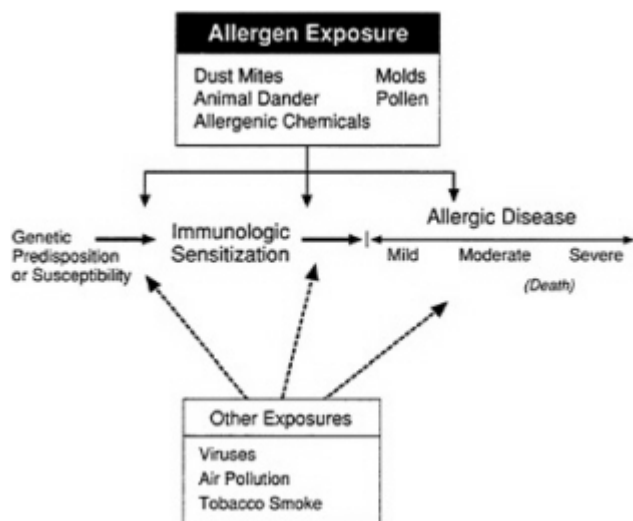 Allergen Exposure
Dust Mites Molds
Animal Dander Pollen
Allergenic Chemicals
Genetic
Predisposition
or Susceptibility
Immunologic
Sensitization
Allergic Disease
Mild Moderate Severe
(Death)
Other Exposures
Viruses
Air Pollution
Tobacco Smoke